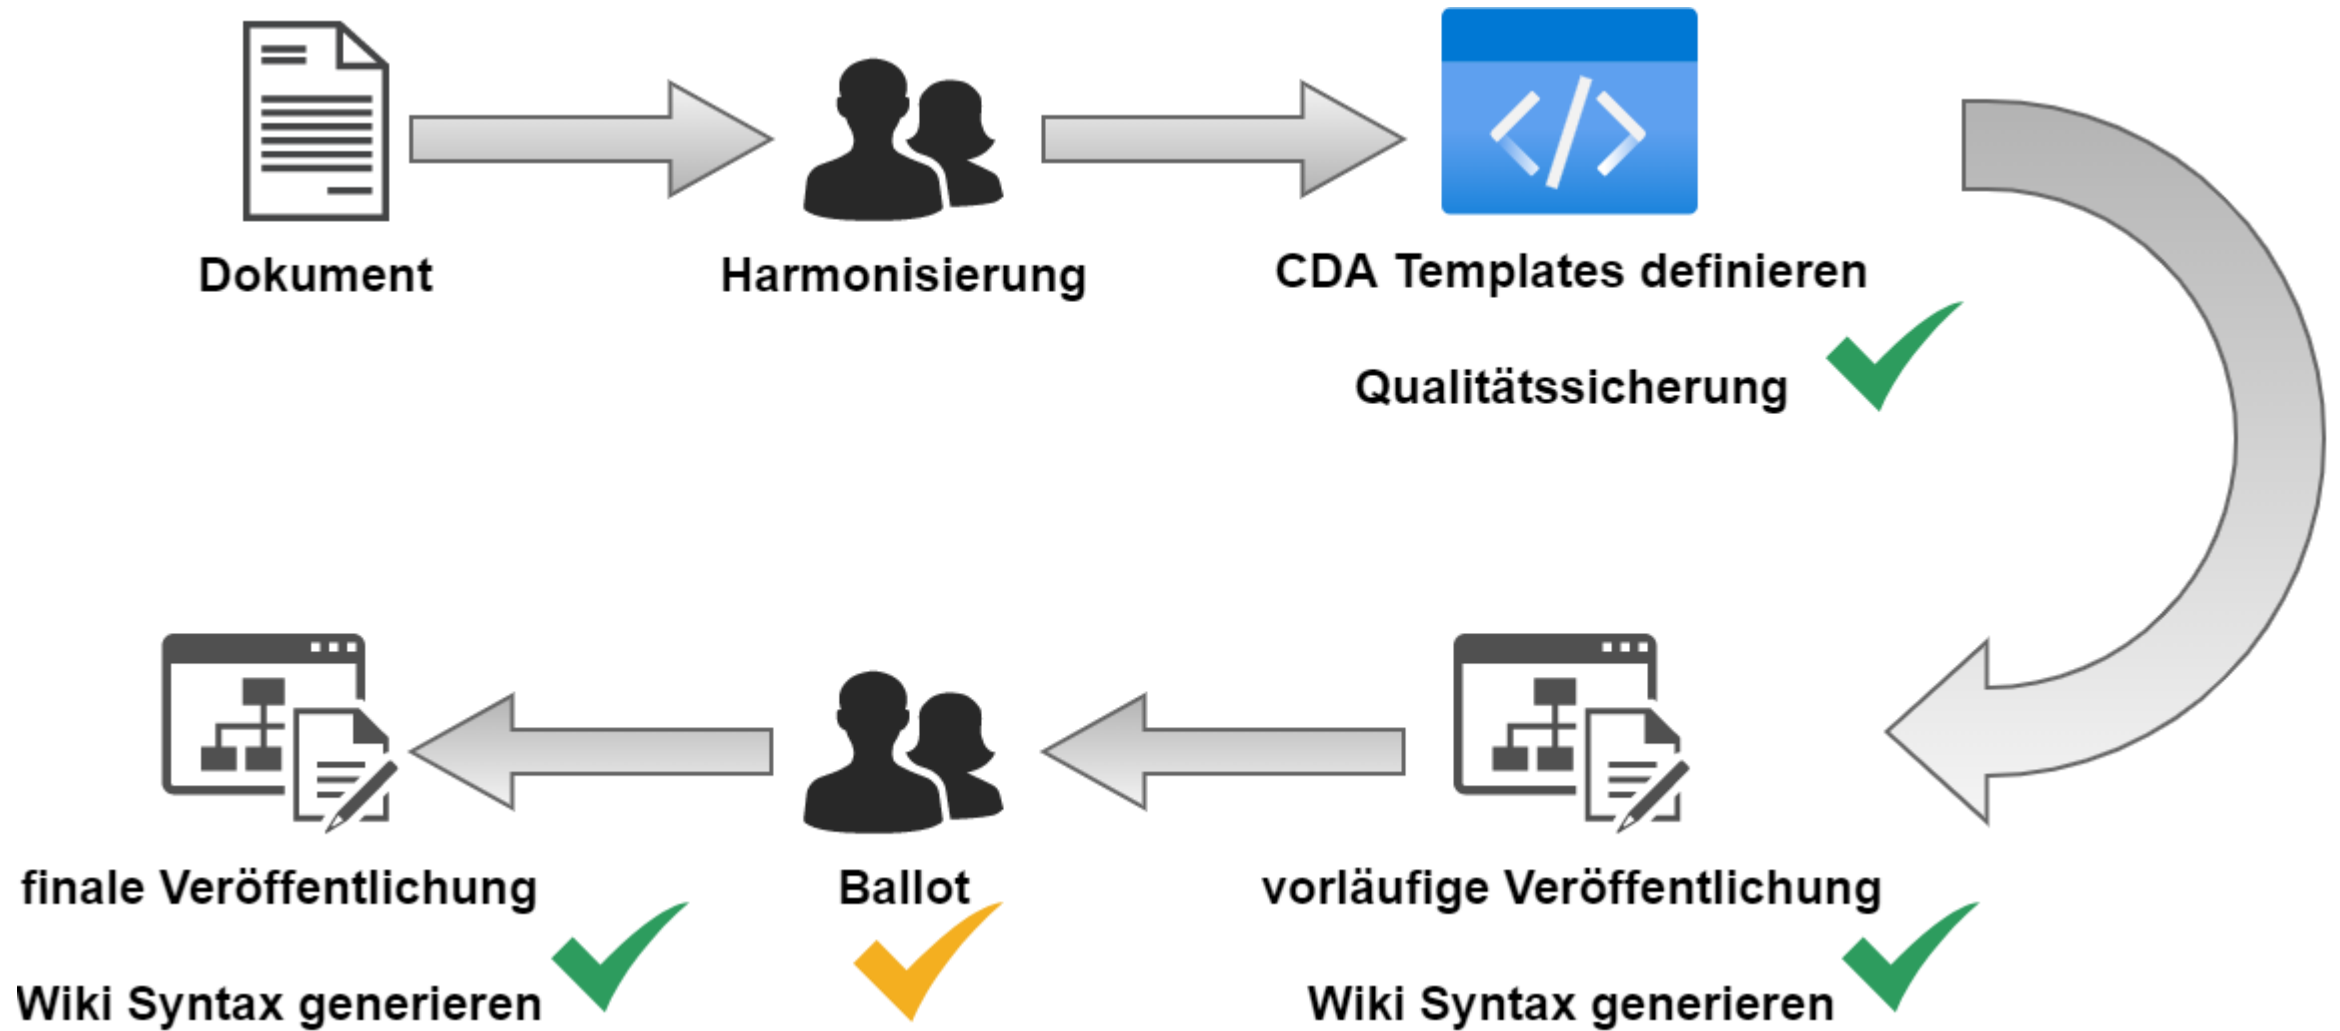 Dokument
Harmonisierung
CDA Templates definieren
Qualitätssicherung
finale Veröffentlichung
Wiki Syntax generieren
Ballot
vorläufige Veröffentlichung
Wiki Syntax generieren